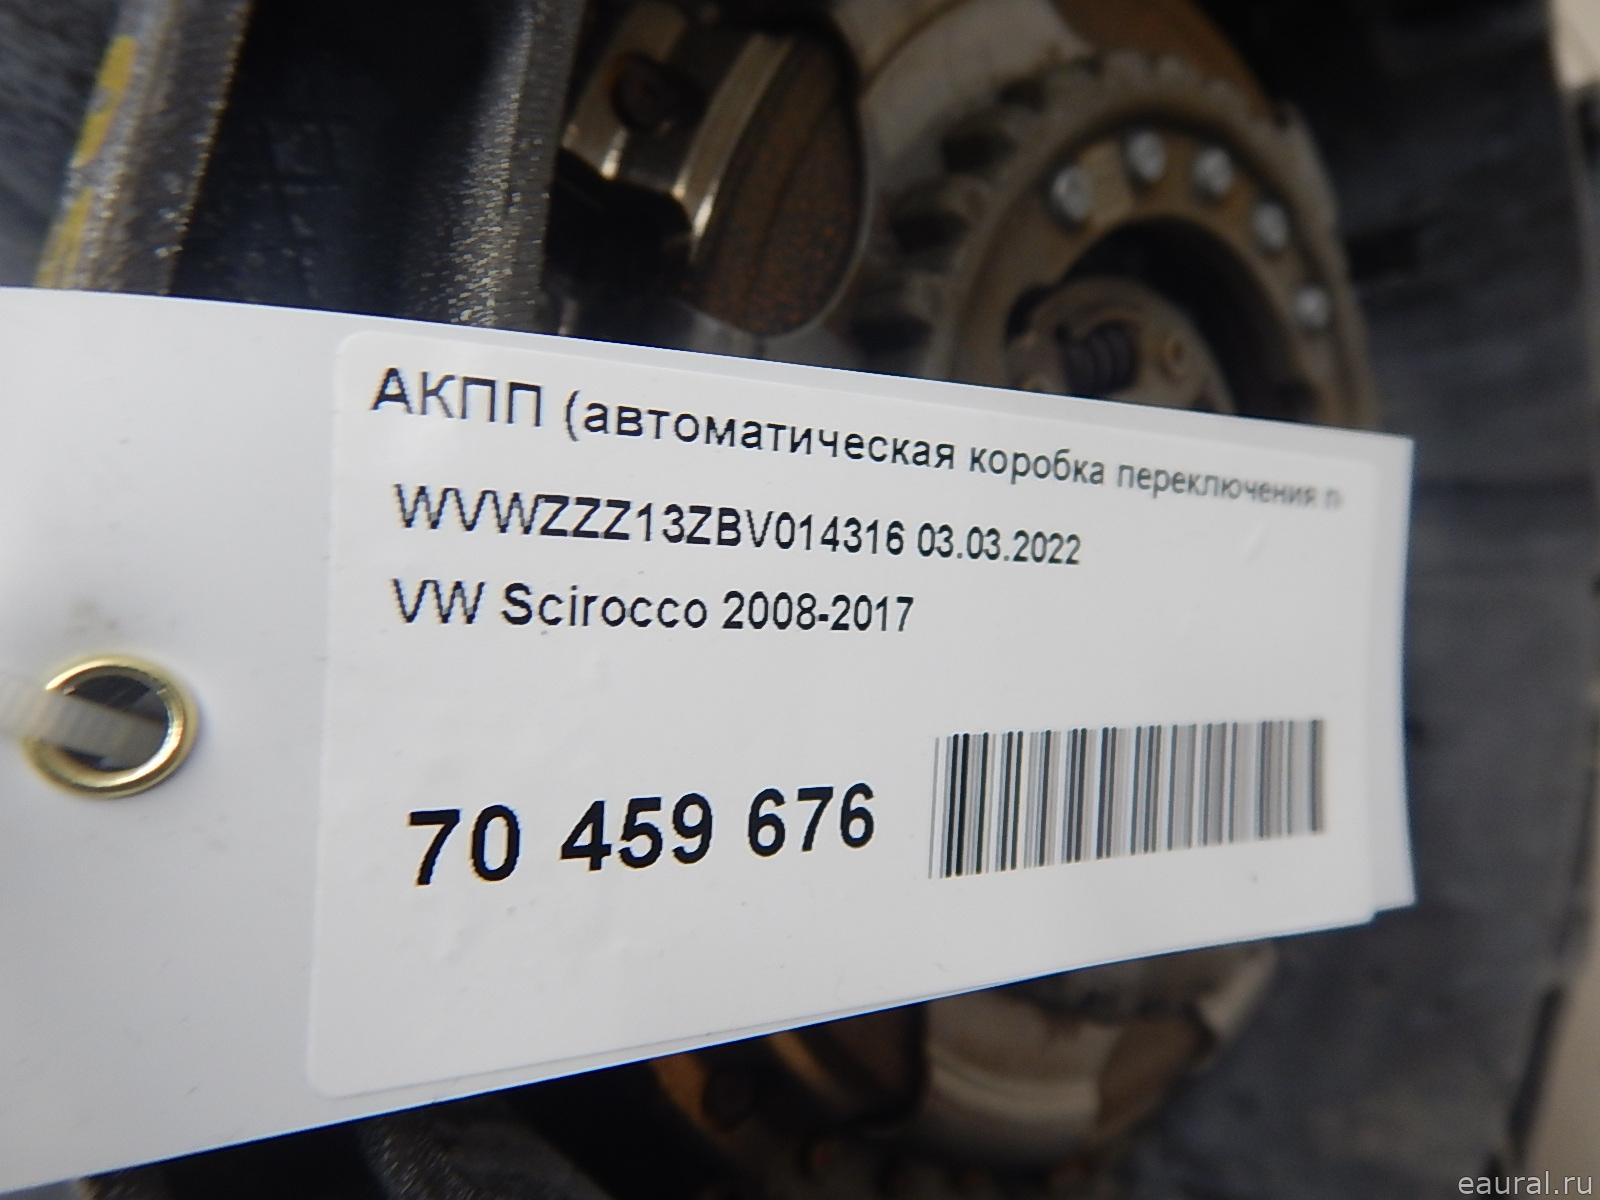 АКПП (автоматическая коробка переключения п
WVWZZZ13ZBV014316 03.03.2022
VW Scirocco 2008-2017
70 459 676
eaural.ru